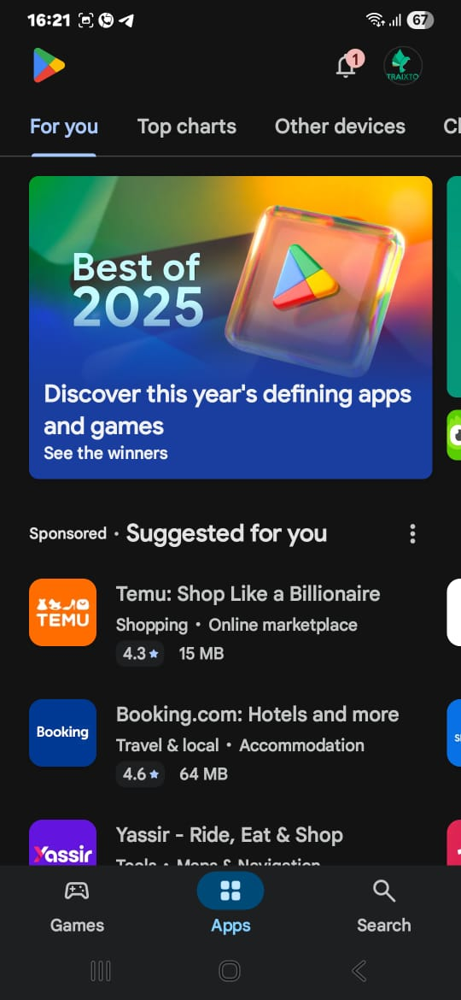 16:21
67
1
TRAIXTO
For you
Top charts
Other devices
Best of
2025
Discover this year's defining apps
and games
See the winners
Sponsored • Suggested for you
TEMU
Temu: Shop Like a Billionaire
Shopping • Online marketplace
4.3★ 15 MB
Booking
Booking.com: Hotels and more
Travel & local • Accommodation
4.6★ 64 MB
Yassir
Yassir - Ride, Eat & Shop
Tools • Maps & Navigation
Games
Apps
Search